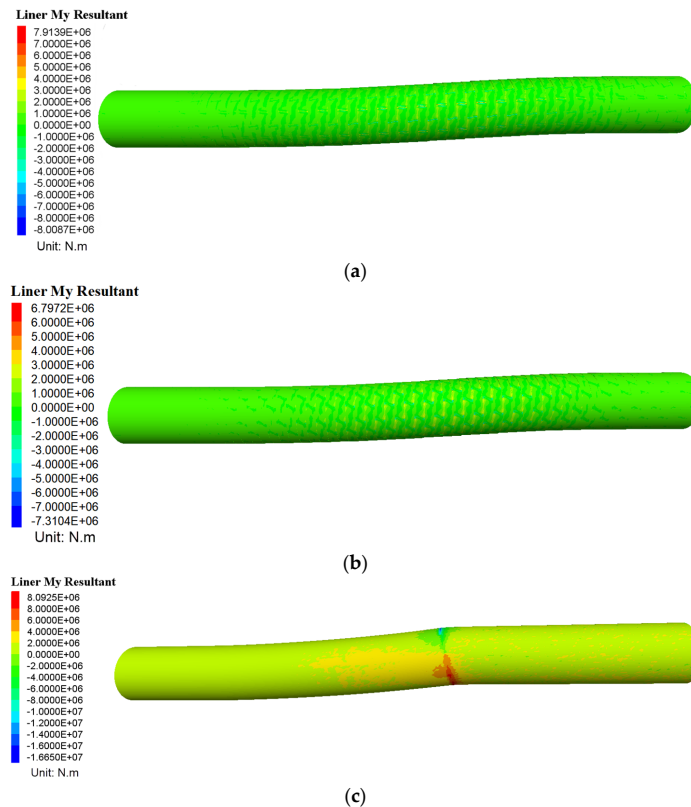 Liner My Resultant
7.9139E+06
7.0000E+06
6.0000E+06
5.0000E+06
4.0000E+06
3.0000E+06
2.0000E+06
1.0000E+06
0.0000E+00
-1.0000E+06
-2.0000E+06
-3.0000E+06
-4.0000E+06
-5.0000E+06
-6.0000E+06
-7.0000E+06
-8.0000E+06
-8.0087E+06
Unit: N.m
(a)
Liner My Resultant
6.7972E+06
6.0000E+06
5.0000E+06
4.0000E+06
3.0000E+06
2.0000E+06
1.0000E+06
0.0000E+00
-1.0000E+06
-2.0000E+06
-3.0000E+06
-4.0000E+06
-5.0000E+06
-6.0000E+06
-7.0000E+06
-7.3104E+06
Unit: N.m
(b)
Liner My Resultant
8.0925E+06
8.0000E+06
6.0000E+06
4.0000E+06
2.0000E+06
0.0000E+00
-2.0000E+06
-4.0000E+06
-6.0000E+06
-8.0000E+06
-1.0000E+07
-1.2000E+07
-1.4000E+07
-1.6000E+07
-1.6650E+07
Unit: N.m
(c)